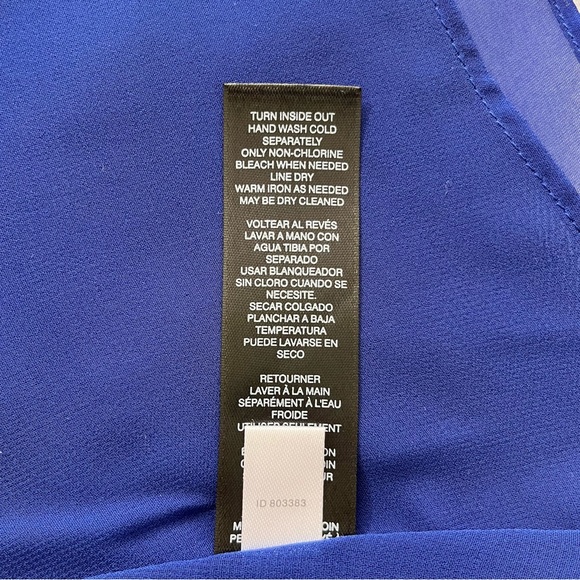 TURN INSIDE OUT
HAND WASH COLD
SEPARATELY
ONLY NON-CHLORINE
BLEACH WHEN NEEDED
LINE DRY
WARM IRON AS NEEDED
MAY BE DRY CLEANED
VOLTEAR AL REVÉS
LAVAR A MANO CON
AGUA TIBIA POR
SEPARADO
USAR BLANQUEADOR
SIN CLORO CUANDO SE
NECESITE.
SECAR COLGADO
PLANCHAR A BAJA
TEMPERATURA
PUEDE LAVARSE EN
SECO
RETOURNER
LAVER À LA MAIN
SÉPARÉMENT À L'EAU
FROIDE
UTILISER SEULEMENT
ID 803383